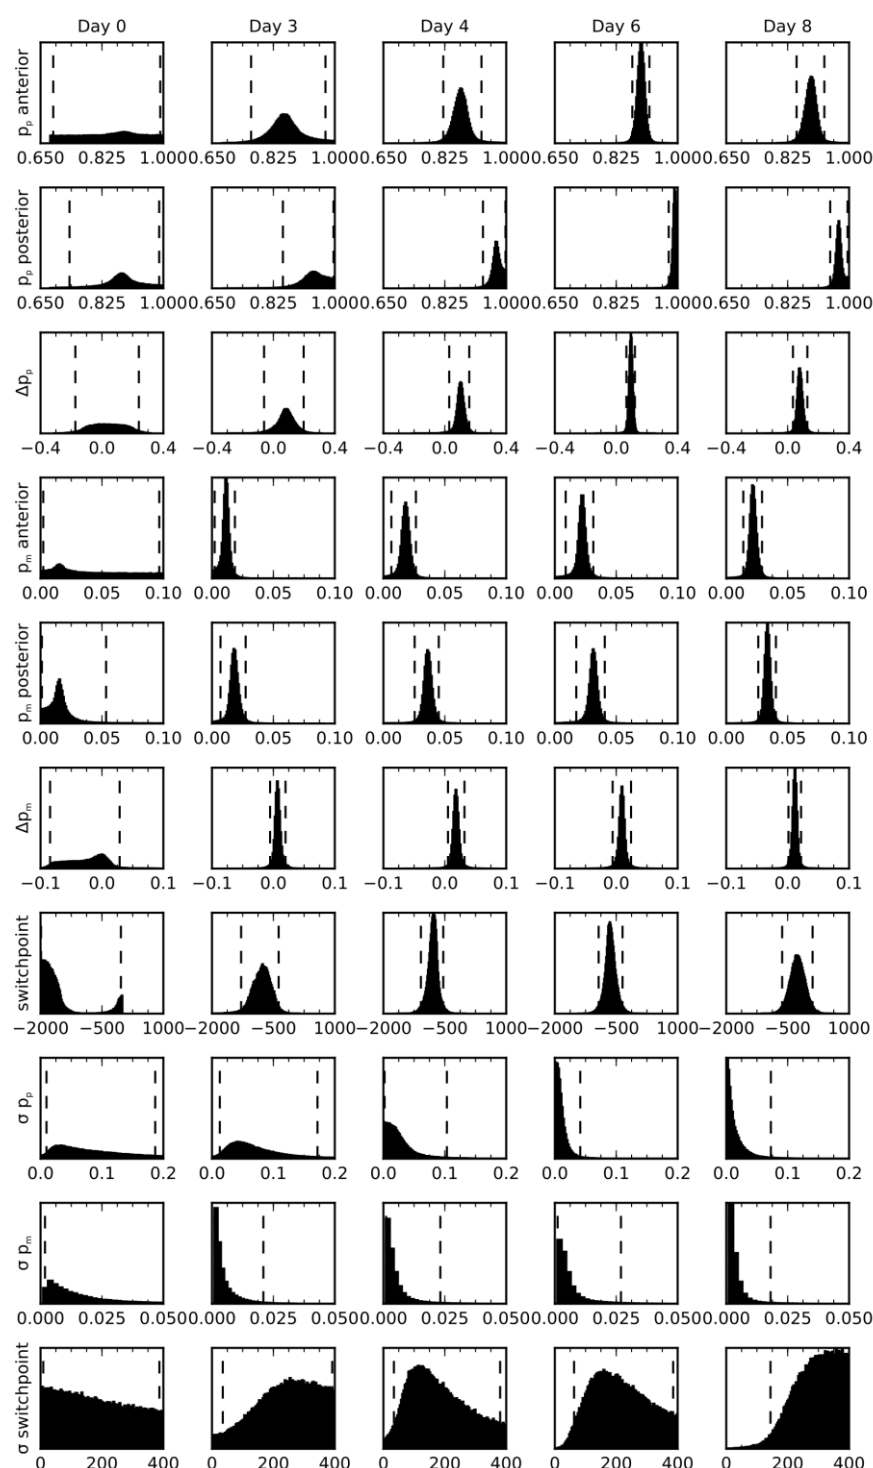 Day 0 Day 3 Day 4 Day 6 Day 8
pₚ anterior
0.650 0.825 1.0000.650 0.825 1.0000.650 0.825 1.0000.650 0.825 1.0000.650 0.825 1.000
pₚ posterior
0.650 0.825 1.0000.650 0.825 1.0000.650 0.825 1.0000.650 0.825 1.0000.650 0.825 1.000
Δpₚ
−0.4 0.0 0.4 −0.4 0.0 0.4 −0.4 0.0 0.4 −0.4 0.0 0.4 −0.4 0.0 0.4
pₘ anterior
0.00 0.05 0.10 0.00 0.05 0.10 0.00 0.05 0.10 0.00 0.05 0.10 0.00 0.05 0.10
pₘ posterior
0.00 0.05 0.10 0.00 0.05 0.10 0.00 0.05 0.10 0.00 0.05 0.10 0.00 0.05 0.10
Δpₘ
−0.1 0.0 0.1 −0.1 0.0 0.1 −0.1 0.0 0.1 −0.1 0.0 0.1 −0.1 0.0 0.1
switchpoint
−2000 −500 1000 −2000 −500 1000 −2000 −500 1000 −2000 −500 1000 −2000 −500 1000
σ pₚ
0.0 0.1 0.2 0.0 0.1 0.2 0.0 0.1 0.2 0.0 0.1 0.2 0.0 0.1 0.2
σ pₘ
0.000 0.025 0.0500.000 0.025 0.0500.000 0.025 0.0500.000 0.025 0.0500.000 0.025 0.050
σ switchpoint
0 200 400 0 200 400 0 200 400 0 200 400 0 200 400